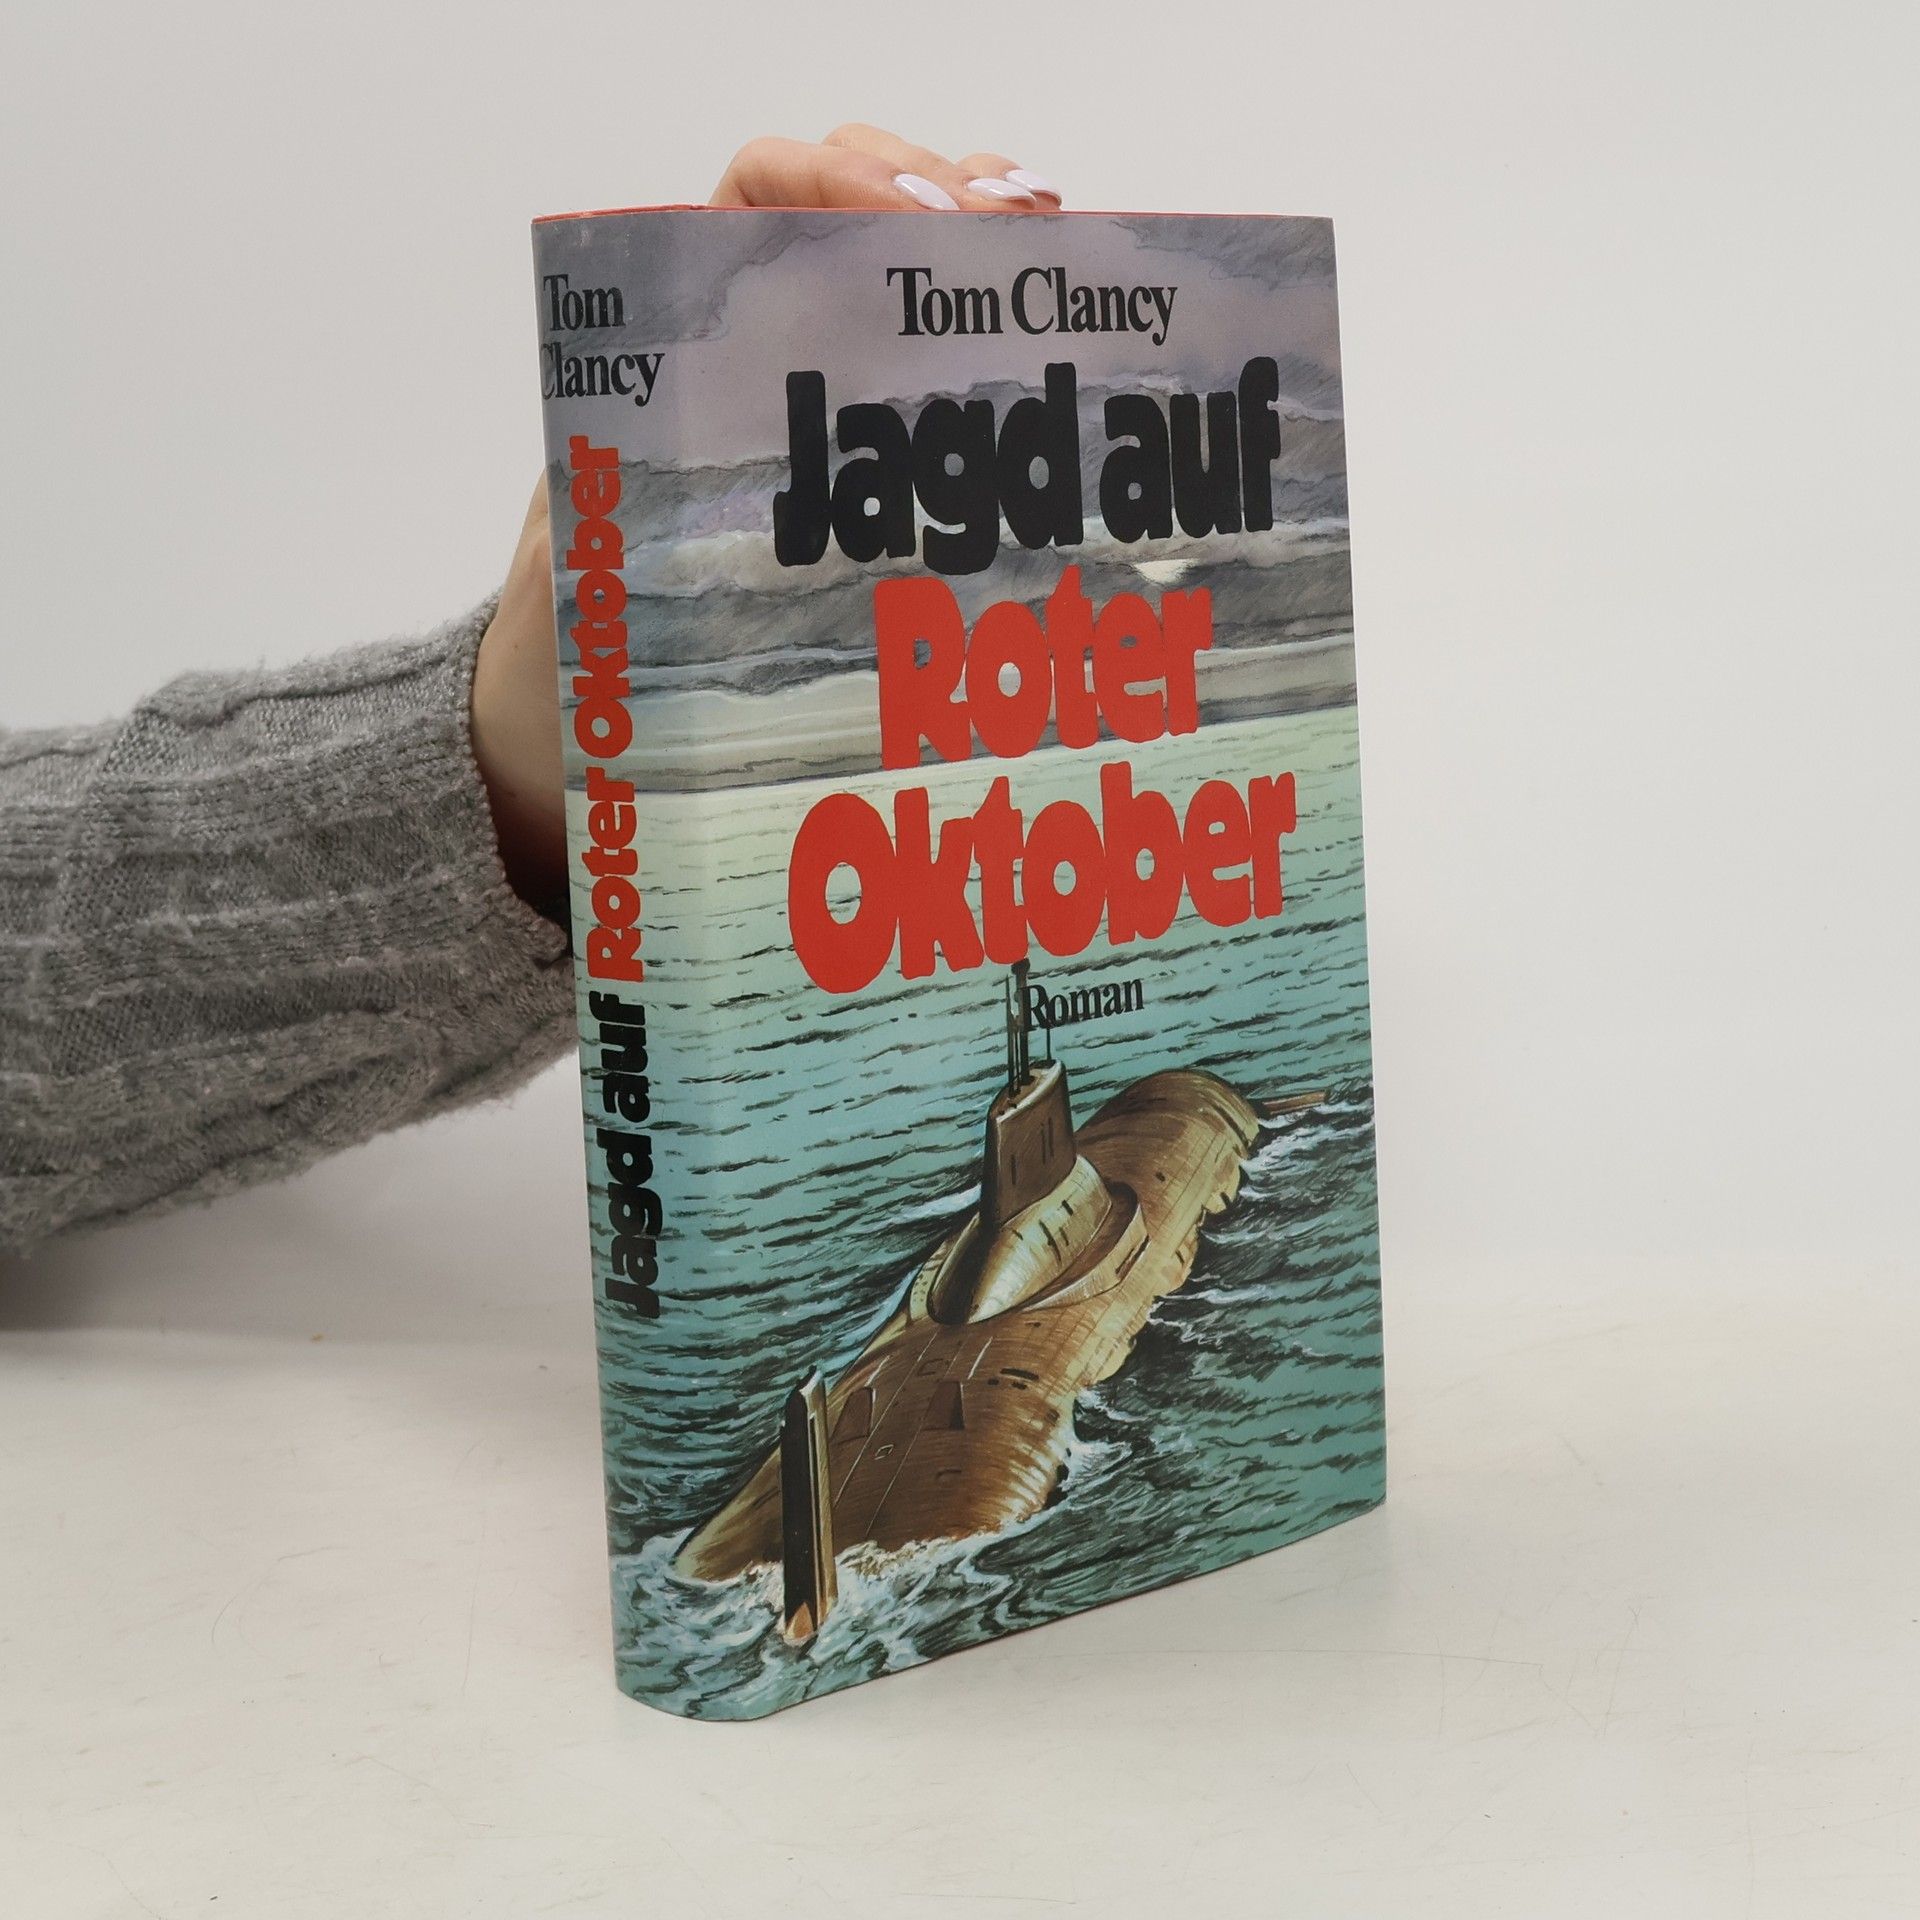 Tom
Clancy
Jagd auf Roter Oktober
Tom Clancy
Jagd auf
Roter
Oktober
Roman